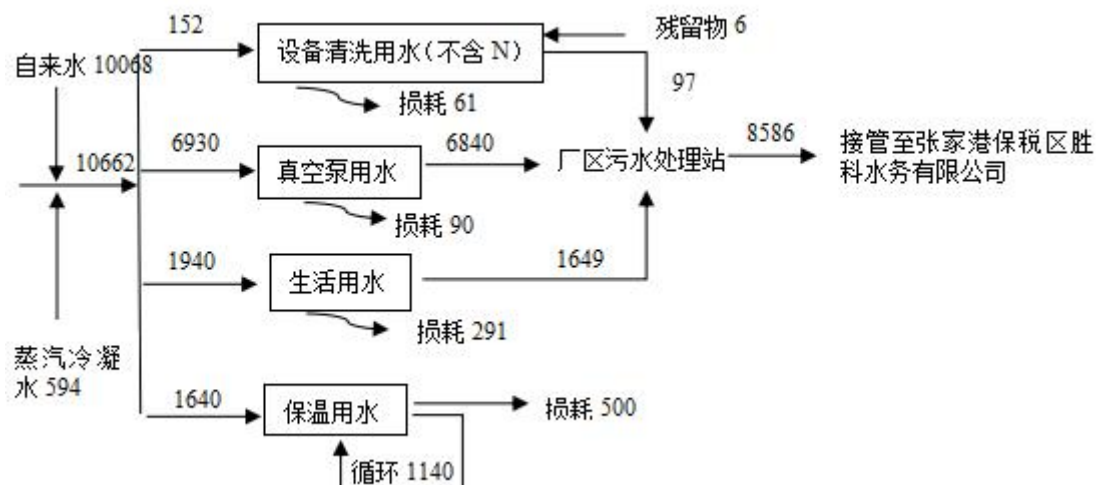 152
设备清洗用水（不含 N）
残留物 6
自来水 10068
损耗 61
97
10662
6930
真空泵用水
6840
厂区污水处理站
8586
接管至张家港保税区胜
科水务有限公司
损耗 90
1940
生活用水
1649
损耗 291
蒸汽冷凝
水 594
1640
保温用水
损耗 500
循环 1140